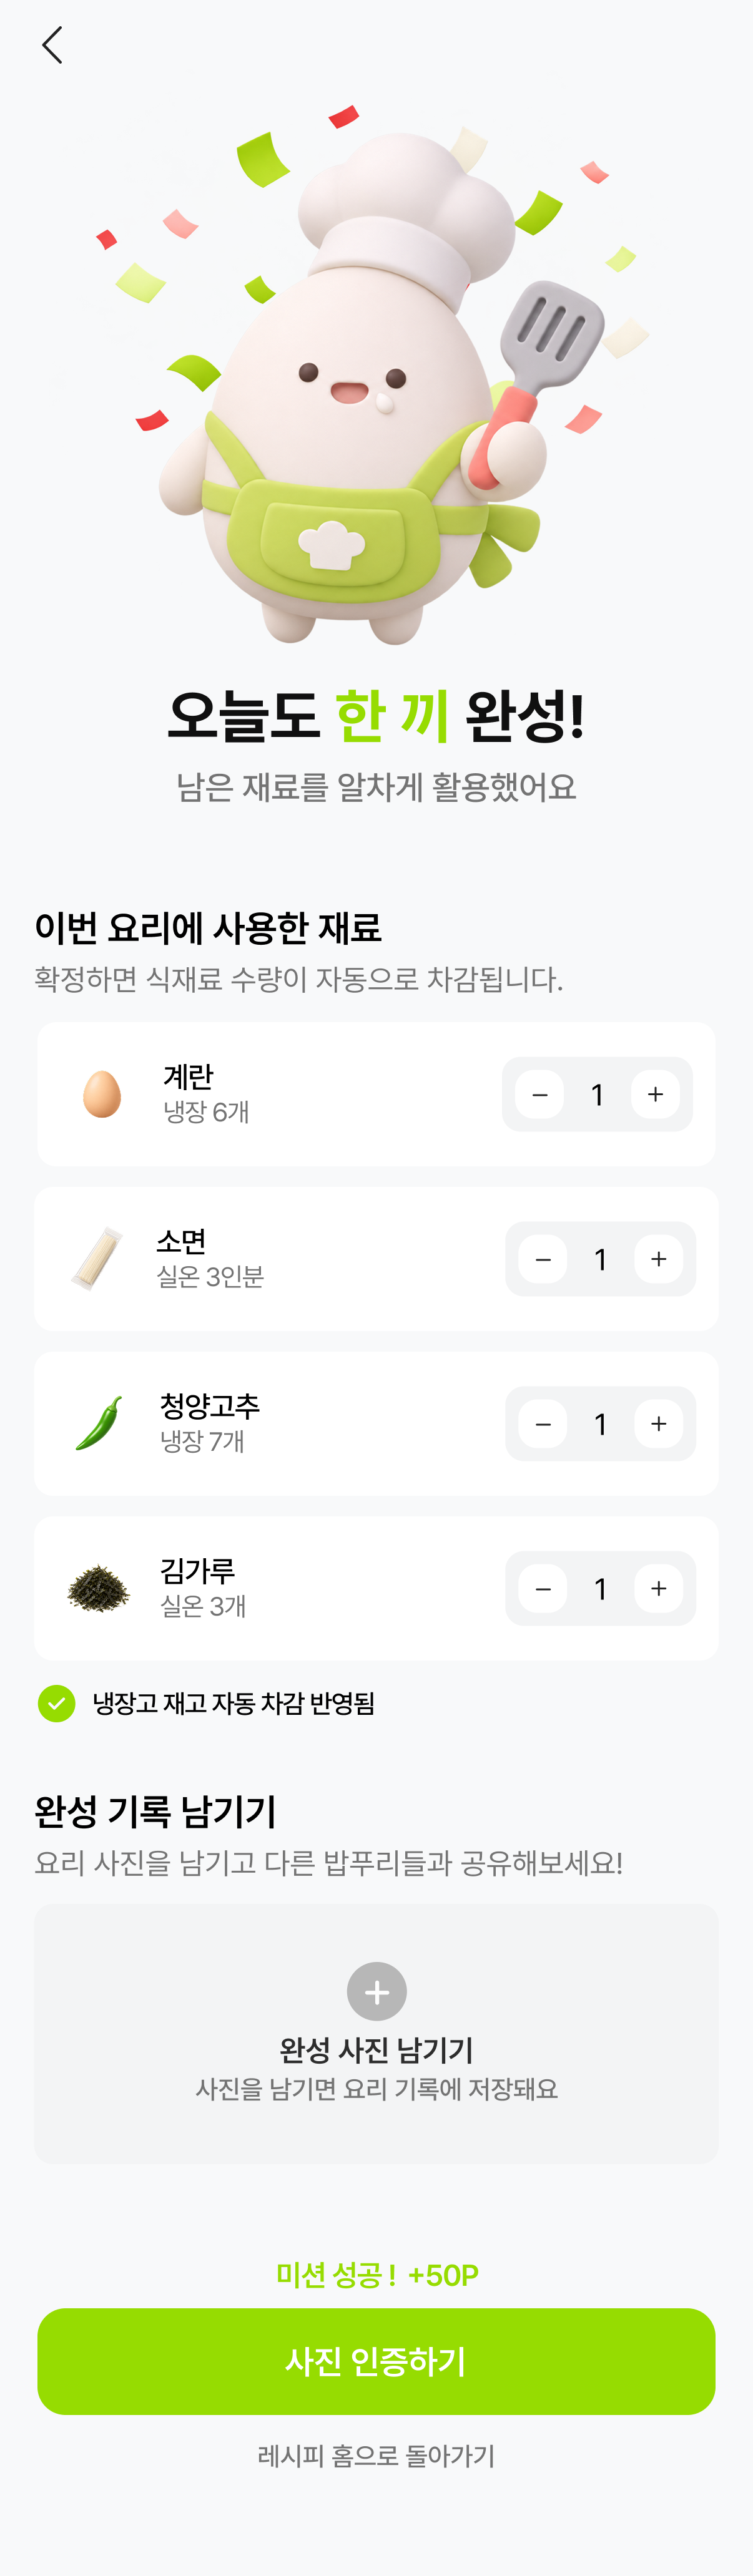 오늘도 한 끼 완성!
남은 재료를 알차게 활용했어요
이번 요리에 사용한 재료
확정하면 식재료 수량이 자동으로 차감됩니다.
계란
냉장 6개
− 1 +
소면
실온 3인분
− 1 +
청양고추
냉장 7개
− 1 +
김가루
실온 3개
− 1 +
냉장고 재고 자동 차감 반영됨
완성 기록 남기기
요리 사진을 남기고 다른 밥푸리들과 공유해보세요!
완성 사진 남기기
사진을 남기면 요리 기록에 저장돼요
미션 성공 ! +50P
사진 인증하기
레시피 홈으로 돌아가기